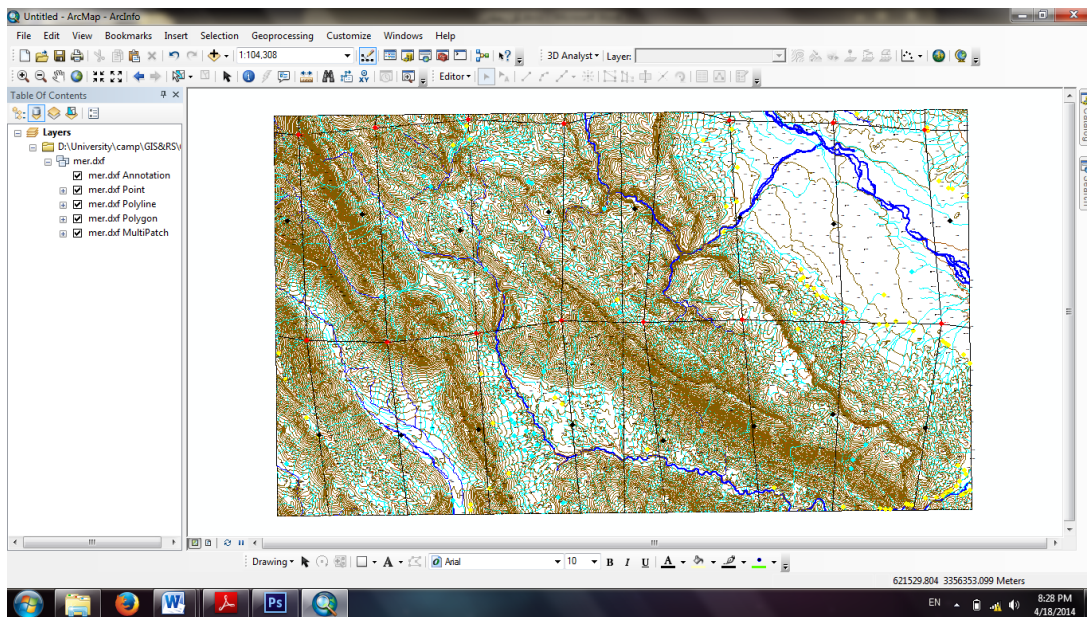 Untitled - ArcMap - ArcInfo
File Edit View Bookmarks Insert Selection Geoprocessing Customize Windows Help
1:104,308
3D Analyst
Layer:
Editor
Table Of Contents
Layers
D:\University\camp\GIS&RS\
mer.dxf
mer.dxf Annotation
mer.dxf Point
mer.dxf Polyline
mer.dxf Polygon
mer.dxf MultiPatch
Catalog
Drawing
A
Arial
10
B I U A
621529.804 3356353.099 Meters
W
Ps
EN
8:28 PM
4/18/2014